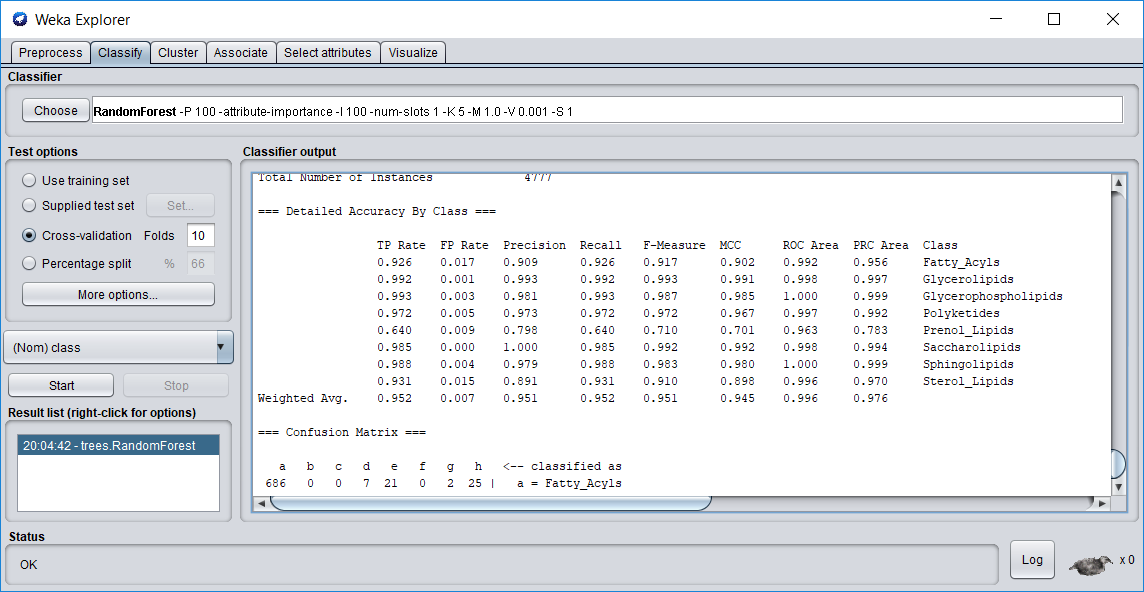 Weka Explorer
Preprocess Classify Cluster Associate Select attributes Visualize
Classifier
Choose RandomForest -P 100 -attribute-importance -I 100 -num-slots 1 -K 5 -M 1.0 -V 0.001 -S 1
Test options
Use training set
Supplied test set Set...
Cross-validation Folds 10
Percentage split % 66
More options...
(Nom) class
Start Stop
Result list (right-click for options)
20:04:42 - trees.RandomForest
Classifier output
Total Number of Instances 4777
=== Detailed Accuracy By Class ===
TP Rate FP Rate Precision Recall F-Measure MCC ROC Area PRC Area Class
0.926 0.017 0.909 0.926 0.917 0.902 0.992 0.956 Fatty_Acyls
0.992 0.001 0.993 0.992 0.993 0.991 0.998 0.997 Glycerolipids
0.993 0.003 0.981 0.993 0.987 0.985 1.000 0.999 Glycerophospholipids
0.972 0.005 0.973 0.972 0.972 0.967 0.997 0.992 Polyketides
0.640 0.009 0.798 0.640 0.710 0.701 0.963 0.783 Prenol_Lipids
0.985 0.000 1.000 0.985 0.992 0.992 0.998 0.994 Saccharolipids
0.988 0.004 0.979 0.988 0.983 0.980 1.000 0.999 Sphingolipids
0.931 0.015 0.891 0.931 0.910 0.898 0.996 0.970 Sterol_Lipids
Weighted Avg. 0.952 0.007 0.951 0.952 0.951 0.945 0.996 0.976
=== Confusion Matrix ===
a b c d e f g h <-- classified as
686 0 0 7 21 0 2 25 | a = Fatty_Acyls
Status
OK
Log x 0